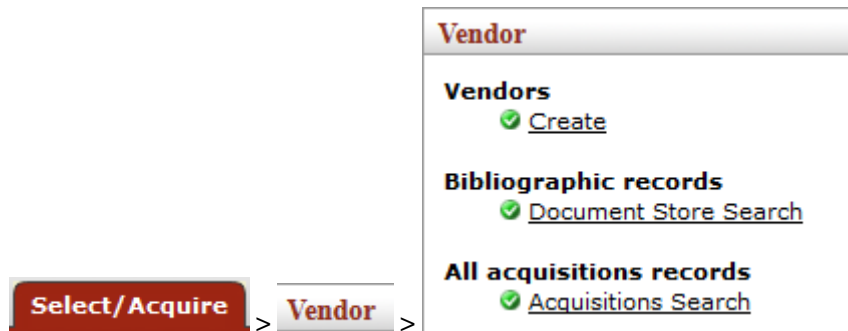 Vendor
Vendors
Create
Bibliographic records
Document Store Search
All acquisitions records
Acquisitions Search
Select/Acquire > Vendor >